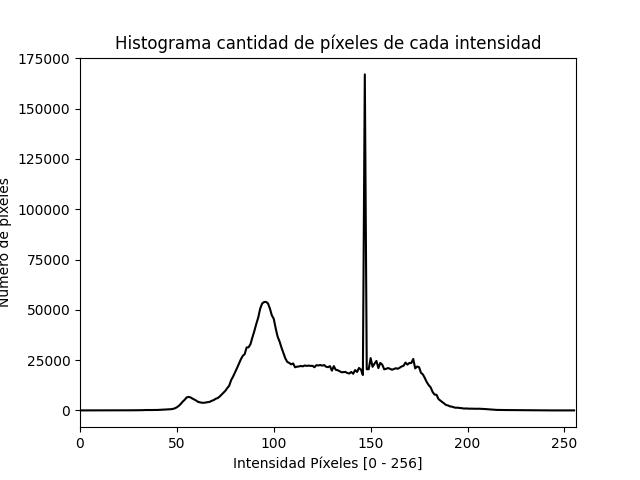 Histograma cantidad de píxeles de cada intensidad
175000
150000
125000
100000
75000
50000
25000
0
Número de píxeles
0 50 100 150 200 250
Intensidad Píxeles [0 - 256]